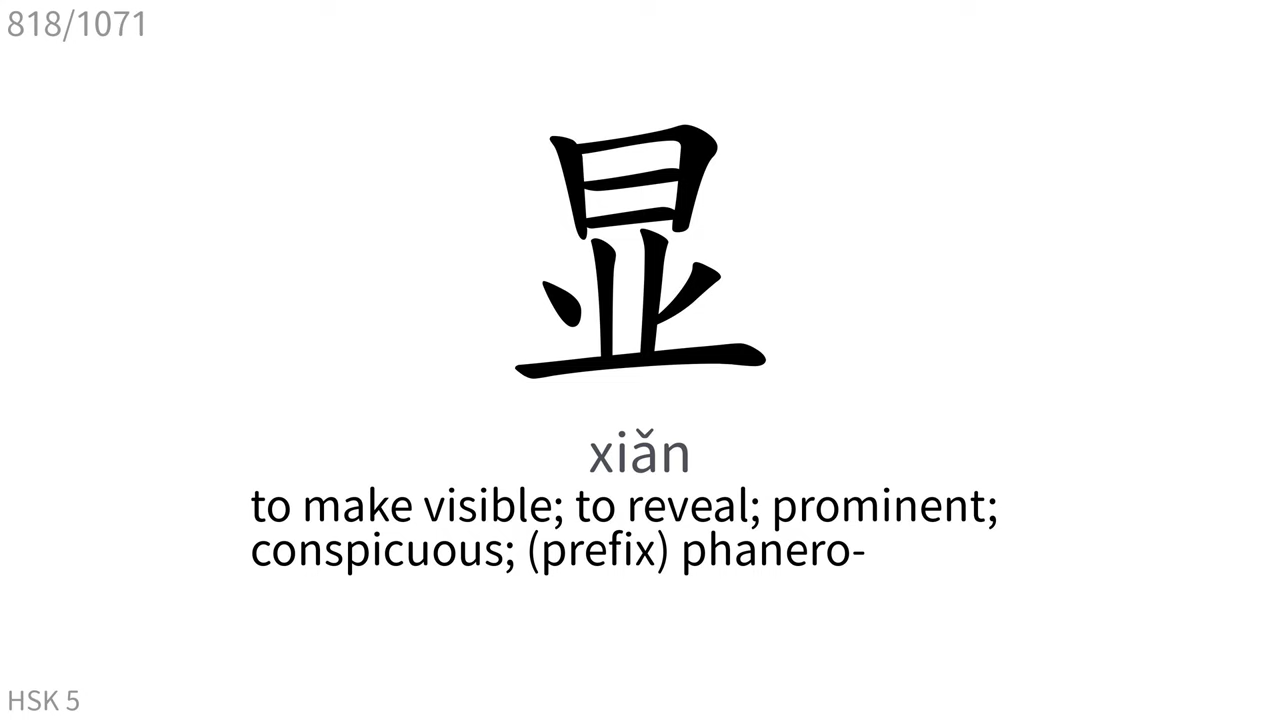 818/1071
显
xiǎn
to make visible; to reveal; prominent;
conspicuous; (prefix) phanero-
HSK 5